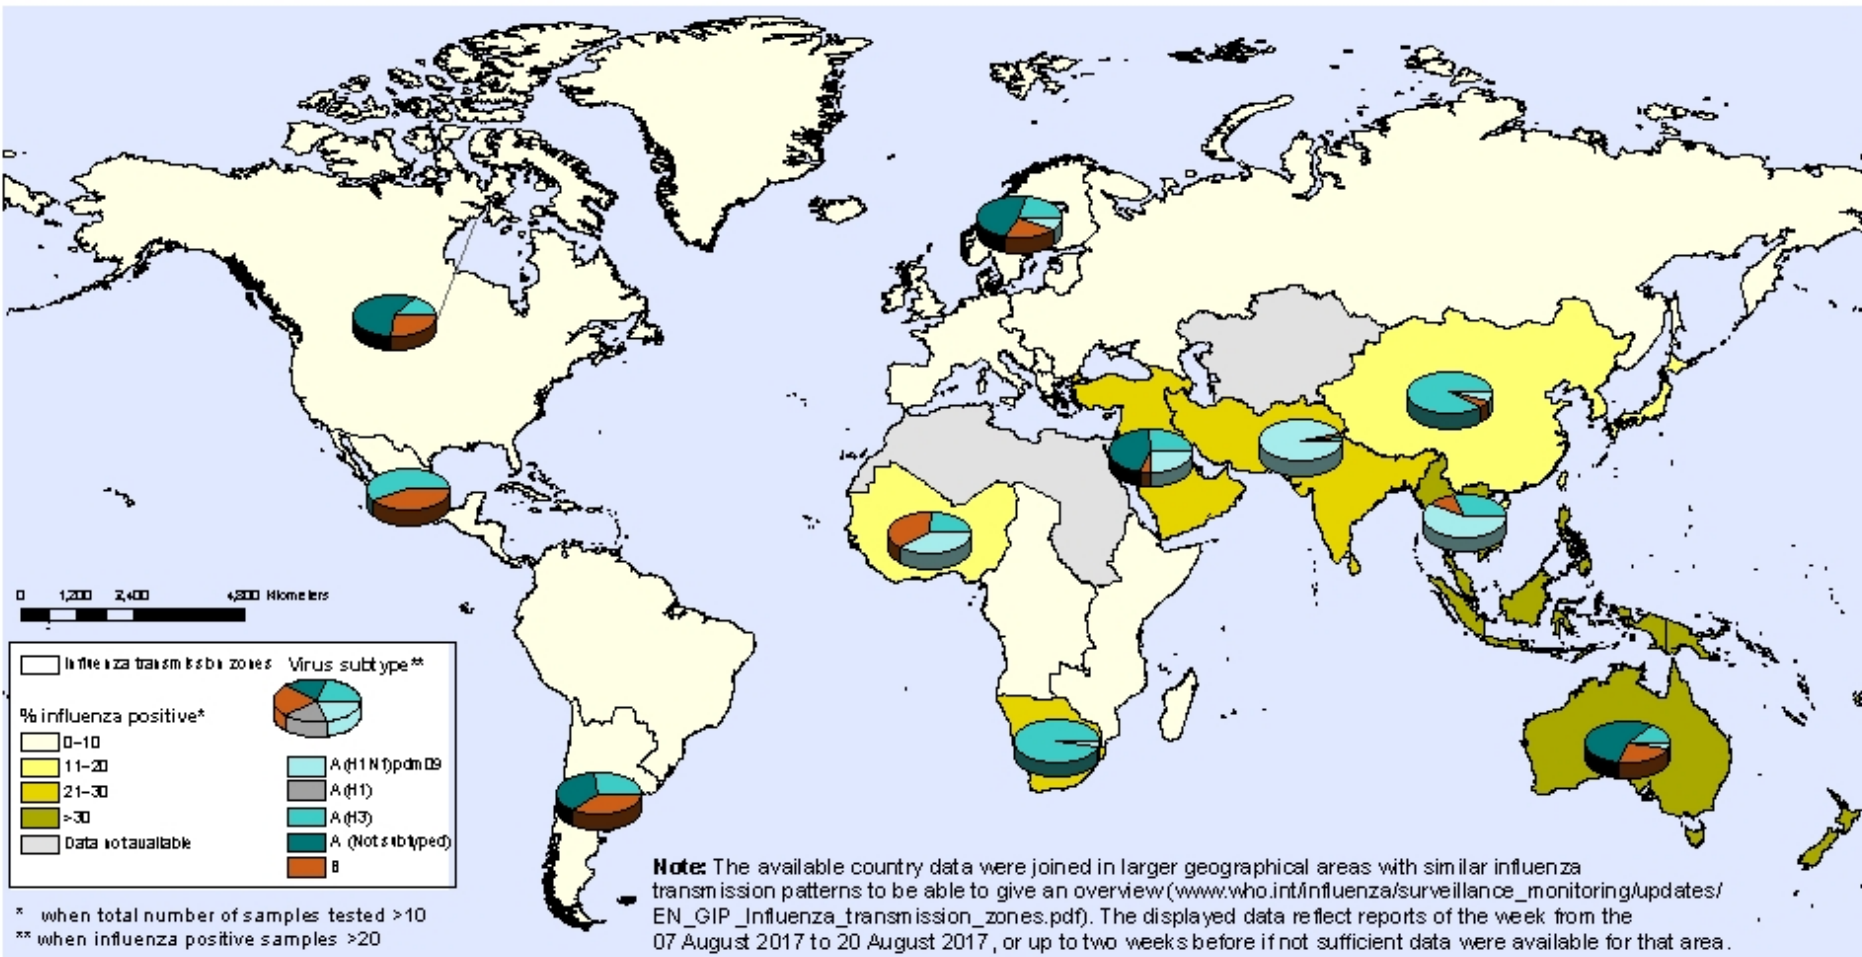 0 1,200 2,400 4,800 Kilometers
Influenza transmission zones
Virus subtype**
% influenza positive*
0-10
11-20
21-30
>30
Data not available
A(H1N1)pdm09
A(H1)
A(H3)
A (Not subtyped)
B
* when total number of samples tested >10
** when influenza positive samples >20
Note: The available country data were joined in larger geographical areas with similar influenza
transmission patterns to be able to give an overview (www.who.int/influenza/surveillance_monitoring/updates/
EN_GIP_Influenza_transmission_zones.pdf). The displayed data reflect reports of the week from the
07 August 2017 to 20 August 2017, or up to two weeks before if not sufficient data were available for that area.